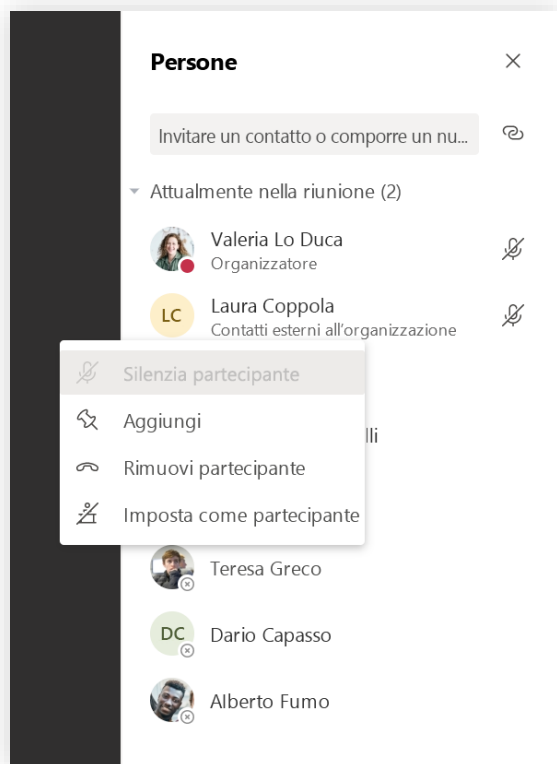 Persone
Invitare un contatto o comporre un nu...
Attualmente nella riunione (2)
Valeria Lo Duca
Organizzatore
LC
Laura Coppola
Contatti esterni all'organizzazione
Silenzia partecipante
Aggiungi
lli
Rimuovi partecipante
Imposta come partecipante
Teresa Greco
DC
Dario Capasso
Alberto Fumo